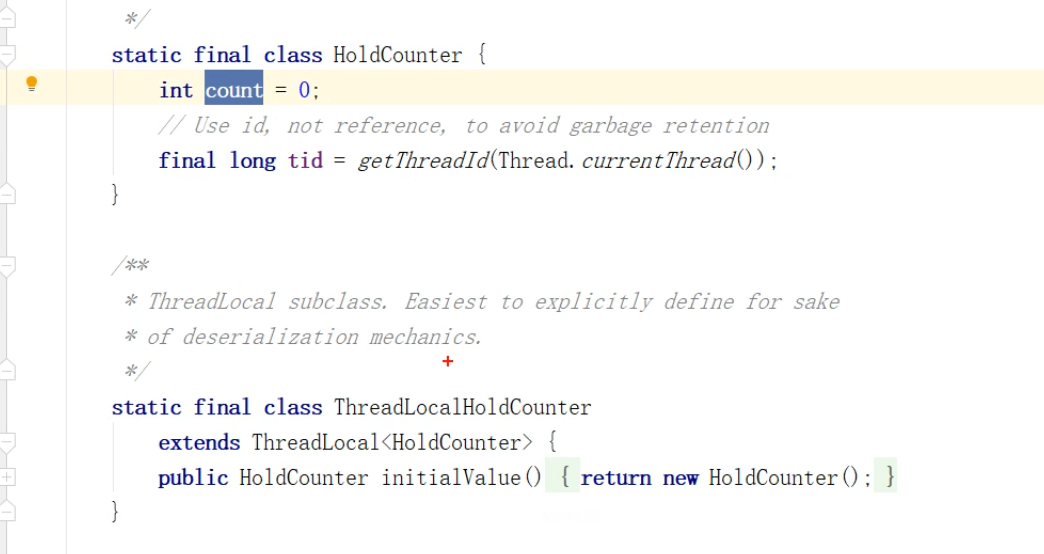 */
static final class HoldCounter {
int count = 0;
// Use id, not reference, to avoid garbage retention
final long tid = getThreadId(Thread.currentThread());
}
/**
* ThreadLocal subclass. Easiest to explicitly define for sake
* of deserialization mechanics.
*/
static final class ThreadLocalHoldCounter
extends ThreadLocal<HoldCounter> {
public HoldCounter initialValue() { return new HoldCounter(); }
}